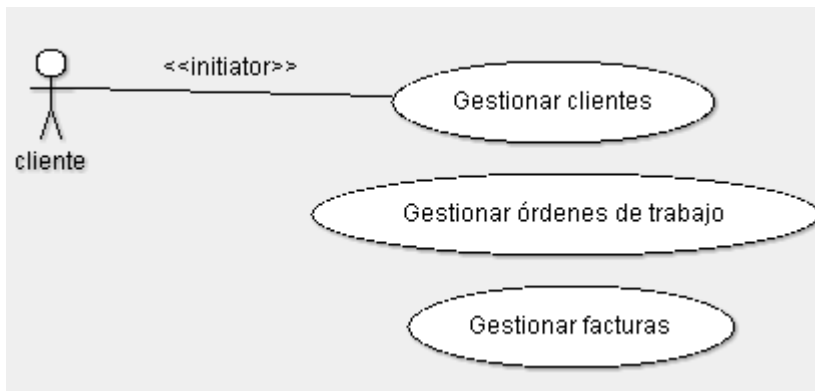 <<initiator>>
Gestionar clientes
cliente
Gestionar órdenes de trabajo
Gestionar facturas